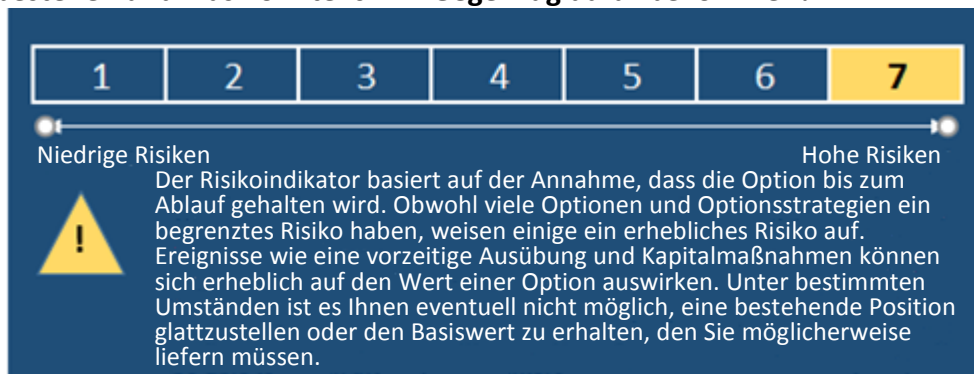 1 2 3 4 5 6 7
Niedrige Risiken Hohe Risiken
Der Risikoindikator basiert auf der Annahme, dass die Option bis zum
Ablauf gehalten wird. Obwohl viele Optionen und Optionsstrategien ein
begrenztes Risiko haben, weisen einige ein erhebliches Risiko auf.
! Ereignisse wie eine vorzeitige Ausübung und Kapitalmaßnahmen können
sich erheblich auf den Wert einer Option auswirken. Unter bestimmten
Umständen ist es Ihnen eventuell nicht möglich, eine bestehende Position
glattzustellen oder den Basiswert zu erhalten, den Sie möglicherweise
liefern müssen.